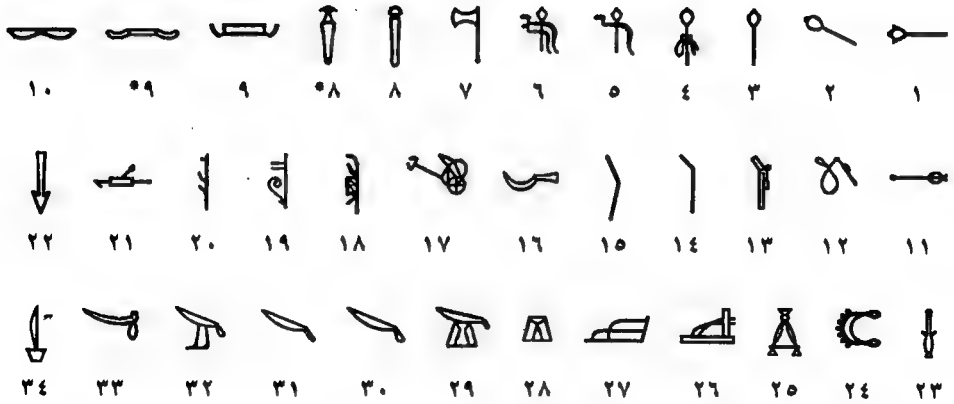 ١ ٢ ٣ ٤ ٥ ٦ ٧ ٨ ٨* ٩ ٩* ١٠
١١ ١٢ ١٣ ١٤ ١٥ ١٦ ١٧ ١٨ ١٩ ٢٠ ٢١ ٢٢
٢٣ ٢٤ ٢٥ ٢٦ ٢٧ ٢٨ ٢٩ ٣٠ ٣١ ٣٢ ٣٣ ٣٤